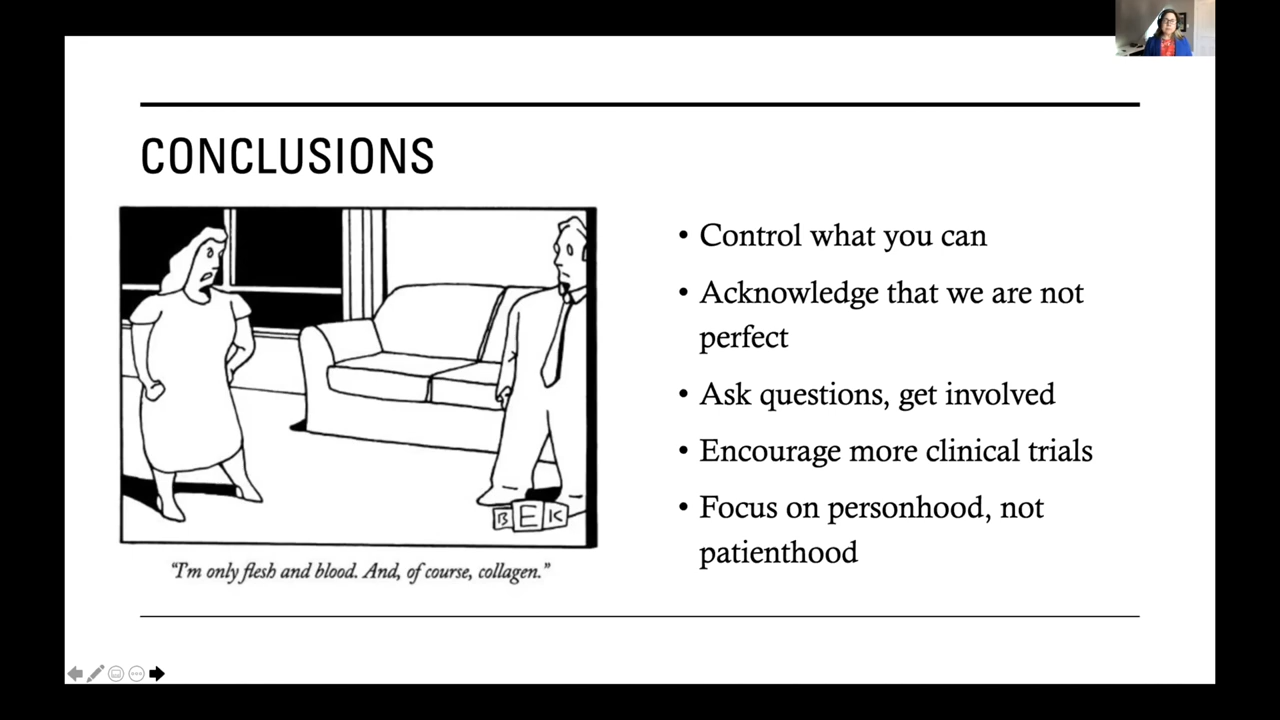 CONCLUSIONS
• Control what you can
• Acknowledge that we are not
perfect
• Ask questions, get involved
• Encourage more clinical trials
• Focus on personhood, not
patienthood
BEK
“I'm only flesh and blood. And, of course, collagen.”